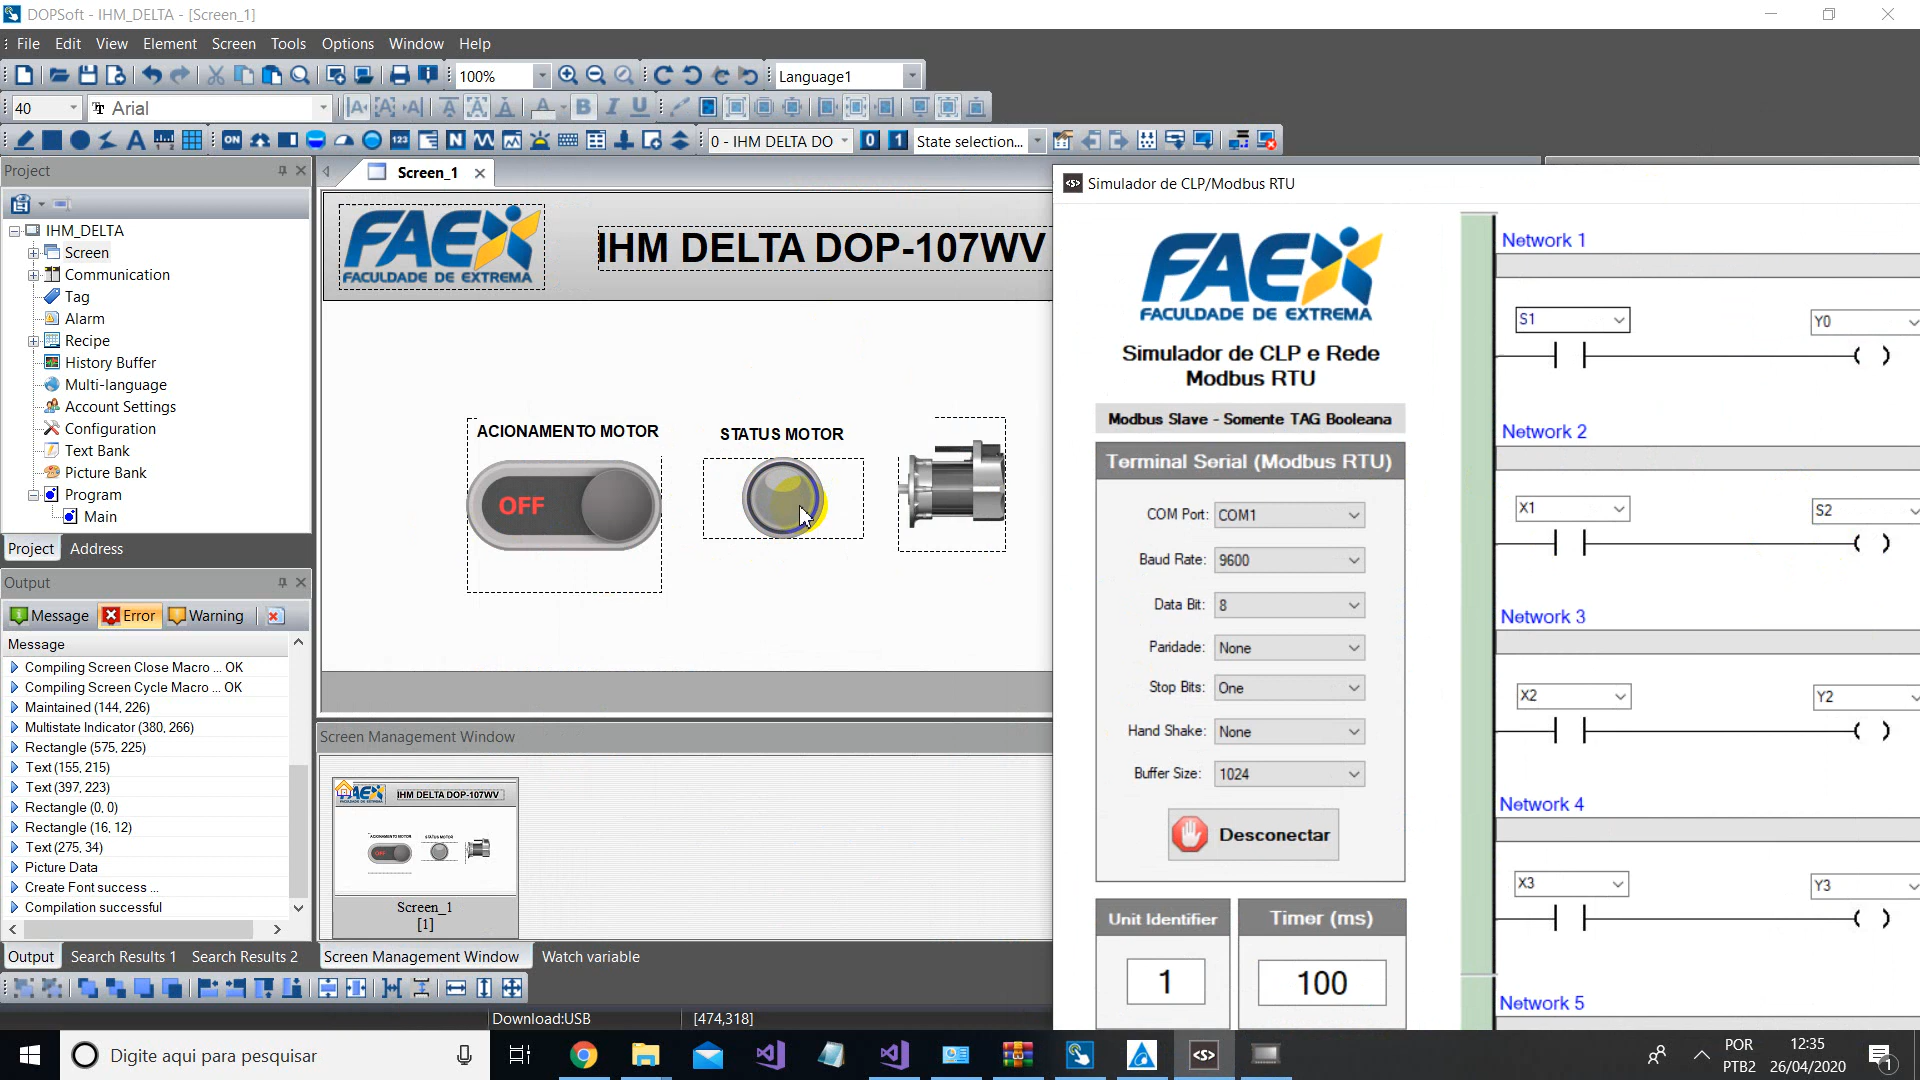 DOPSoft - IHM_DELTA - [Screen_1]
File Edit View Element Screen Tools Options Window Help
100% Language1
40 Arial
0 - IHM DELTA DO State selection...
Project
IHM_DELTA
Screen
Communication
Tag
Alarm
Recipe
History Buffer
Multi-language
Account Settings
Configuration
Text Bank
Picture Bank
Program
Main
Project Address
Output
Message Error Warning
Message
Compiling Screen Close Macro ... OK
Compiling Screen Cycle Macro ... OK
Maintained (144, 226)
Multistate Indicator (380, 266)
Rectangle (575, 225)
Text (155, 215)
Text (397, 223)
Rectangle (0, 0)
Rectangle (16, 12)
Text (275, 34)
Picture Data
Create Font success ...
Compilation successful
Output Search Results 1 Search Results 2
Screen_1
FAEX
FACULDADE DE EXTREMA
IHM DELTA DOP-107WV
ACIONAMENTO MOTOR
STATUS MOTOR
OFF
Screen Management Window
IHM DELTA DOP-107WV
ACIONAMENTO MOTOR STATUS MOTOR
OFF
Screen_1
[1]
Screen Management Window Watch variable
Download:USB [474,318]
Simulador de CLP/Modbus RTU
FAEX
FACULDADE DE EXTREMA
Simulador de CLP e Rede
Modbus RTU
Modbus Slave - Somente TAG Booleana
Terminal Serial (Modbus RTU)
COM Port: COM1
Baud Rate: 9600
Data Bit: 8
Paridade: None
Stop Bits: One
Hand Shake: None
Buffer Size: 1024
Desconectar
Unit Identifier
1
Timer (ms)
100
Network 1
S1 Y0
Network 2
X1 S2
Network 3
X2 Y2
Network 4
X3 Y3
Network 5
Digite aqui para pesquisar
POR
PTB2
12:35
26/04/2020
1